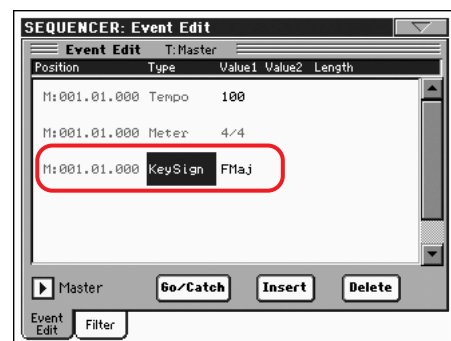 SEQUENCER: Event Edit
Event Edit T:Master
Position Type Value1 Value2 Length
M:001.01.000 Tempo 100
M:001.01.000 Meter 4/4
M:001.01.000 KeySign FMaj
Master Go/Catch Insert Delete
Event Edit Filter